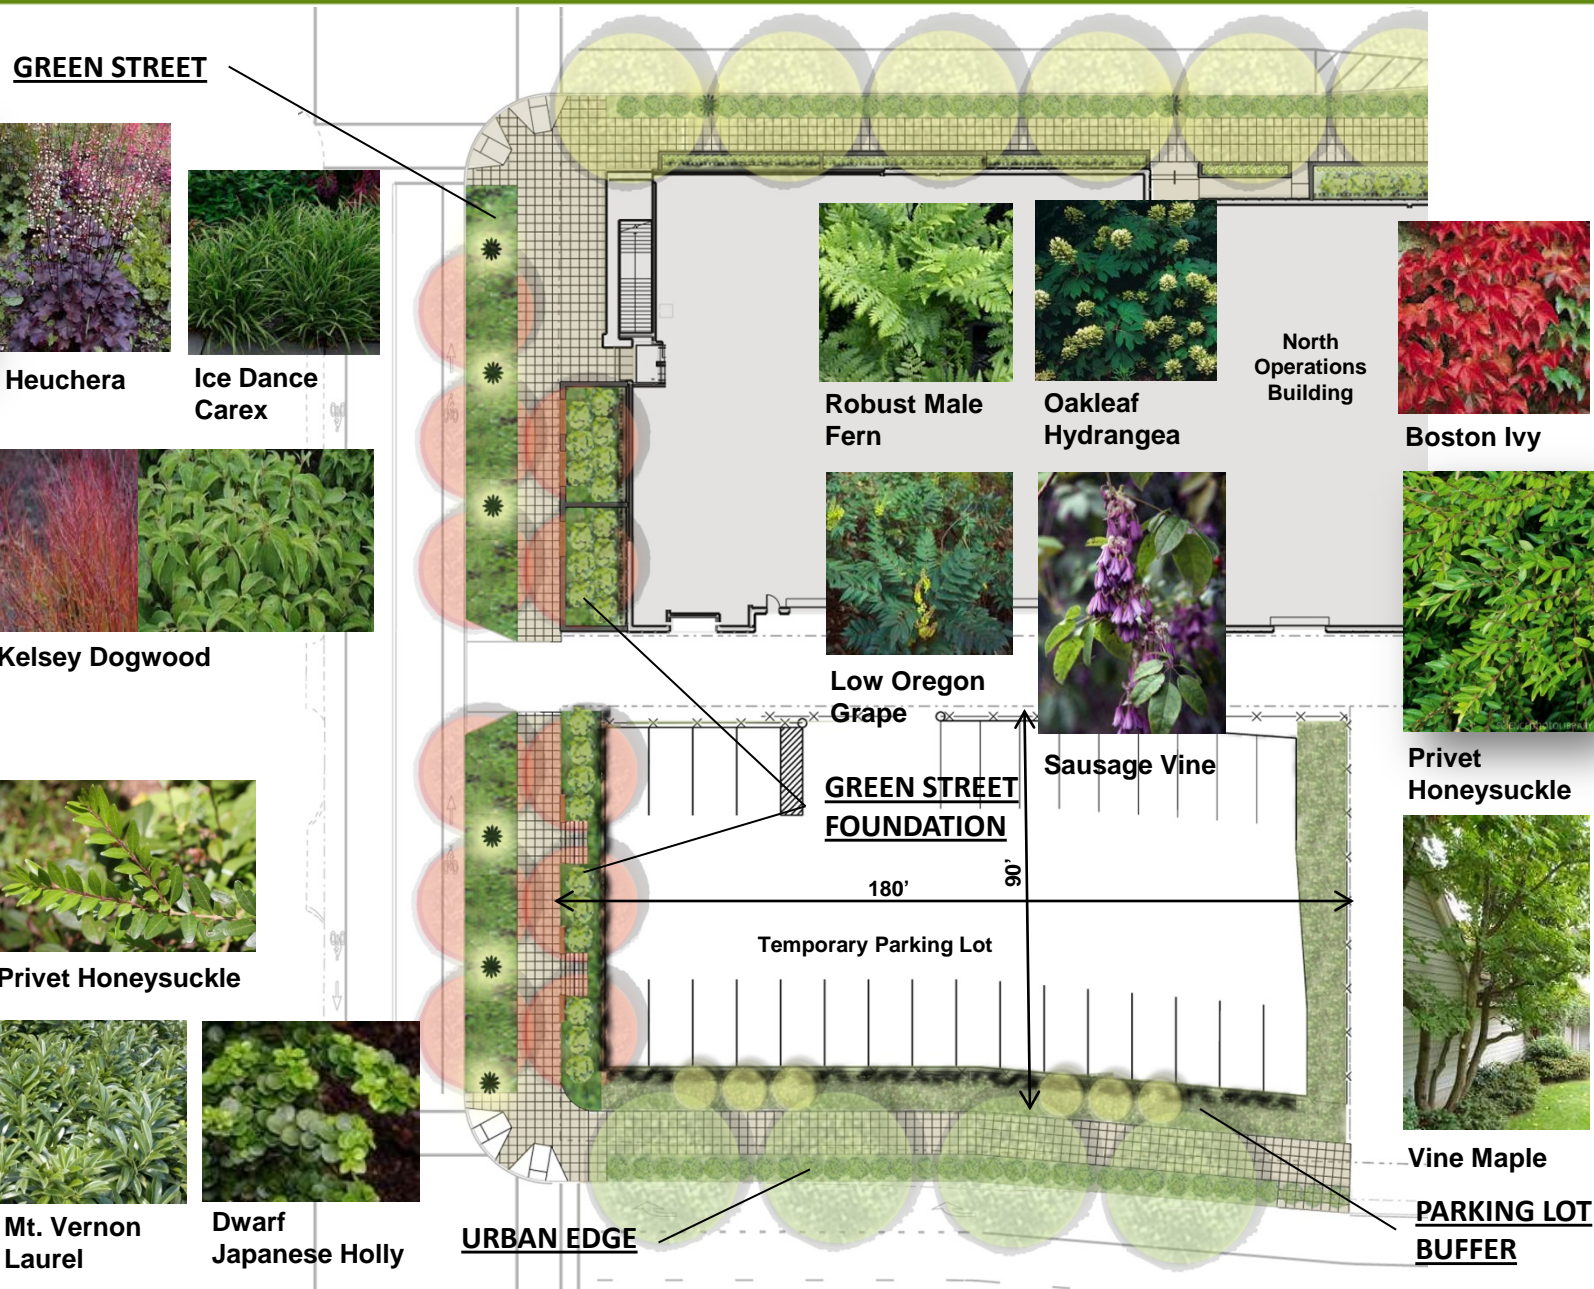 GREEN STREET
Heuchera
Ice Dance
Carex
Kelsey Dogwood
Privet Honeysuckle
Mt. Vernon
Laurel
Dwarf
Japanese Holly
URBAN EDGE
Robust Male
Fern
Oakleaf
Hydrangea
North
Operations
Building
Low Oregon
Grape
Sausage Vine
GREEN STREET
FOUNDATION
90’
180’
Temporary Parking Lot
Boston Ivy
Privet
Honeysuckle
Vine Maple
PARKING LOT
BUFFER